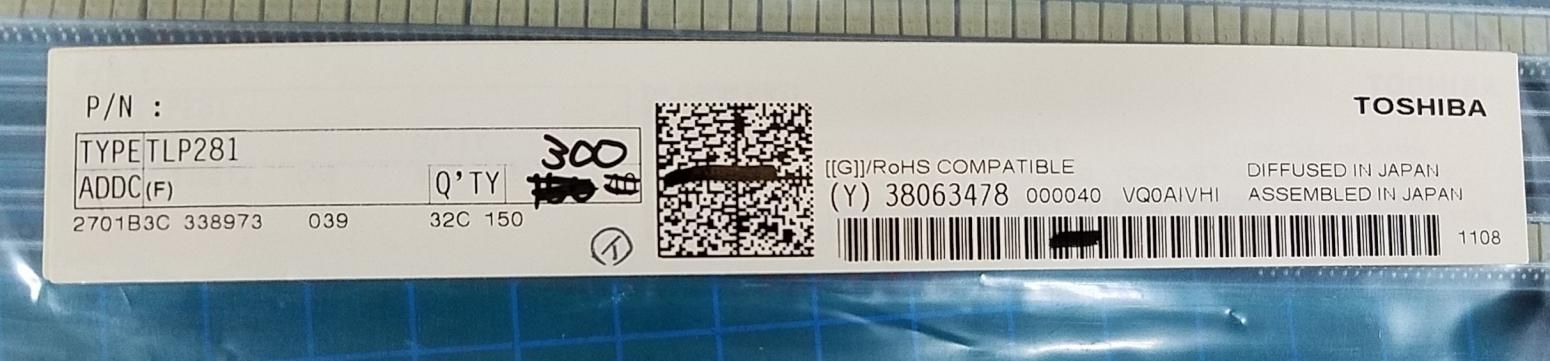 P/N :
TYPE TLP281
300
ADDC (F) Q'TY
2701B3C 338973 039 32C 150
TOSHIBA
[[G]]/RoHS COMPATIBLE DIFFUSED IN JAPAN
(Y) 38063478 000040 VQ0AIVHI ASSEMBLED IN JAPAN
1108